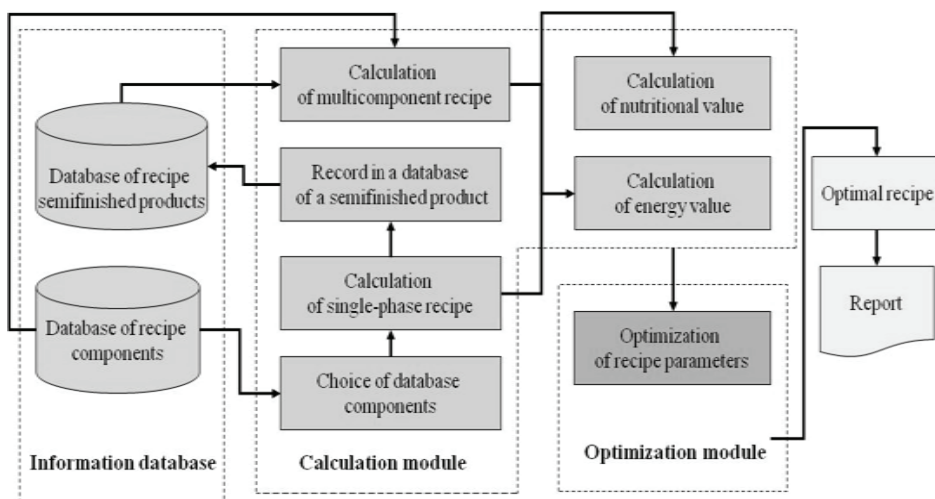 Calculation
of multicomponent recipe
Calculation
of nutritional value
Database of recipe
semifinished products
Record in a database
of a semifinished product
Calculation
of energy value
Optimal recipe
Calculation
of single-phase recipe
Report
Database of recipe
components
Optimization
of recipe parameters
Choice of database
components
Information database
Calculation module
Optimization module